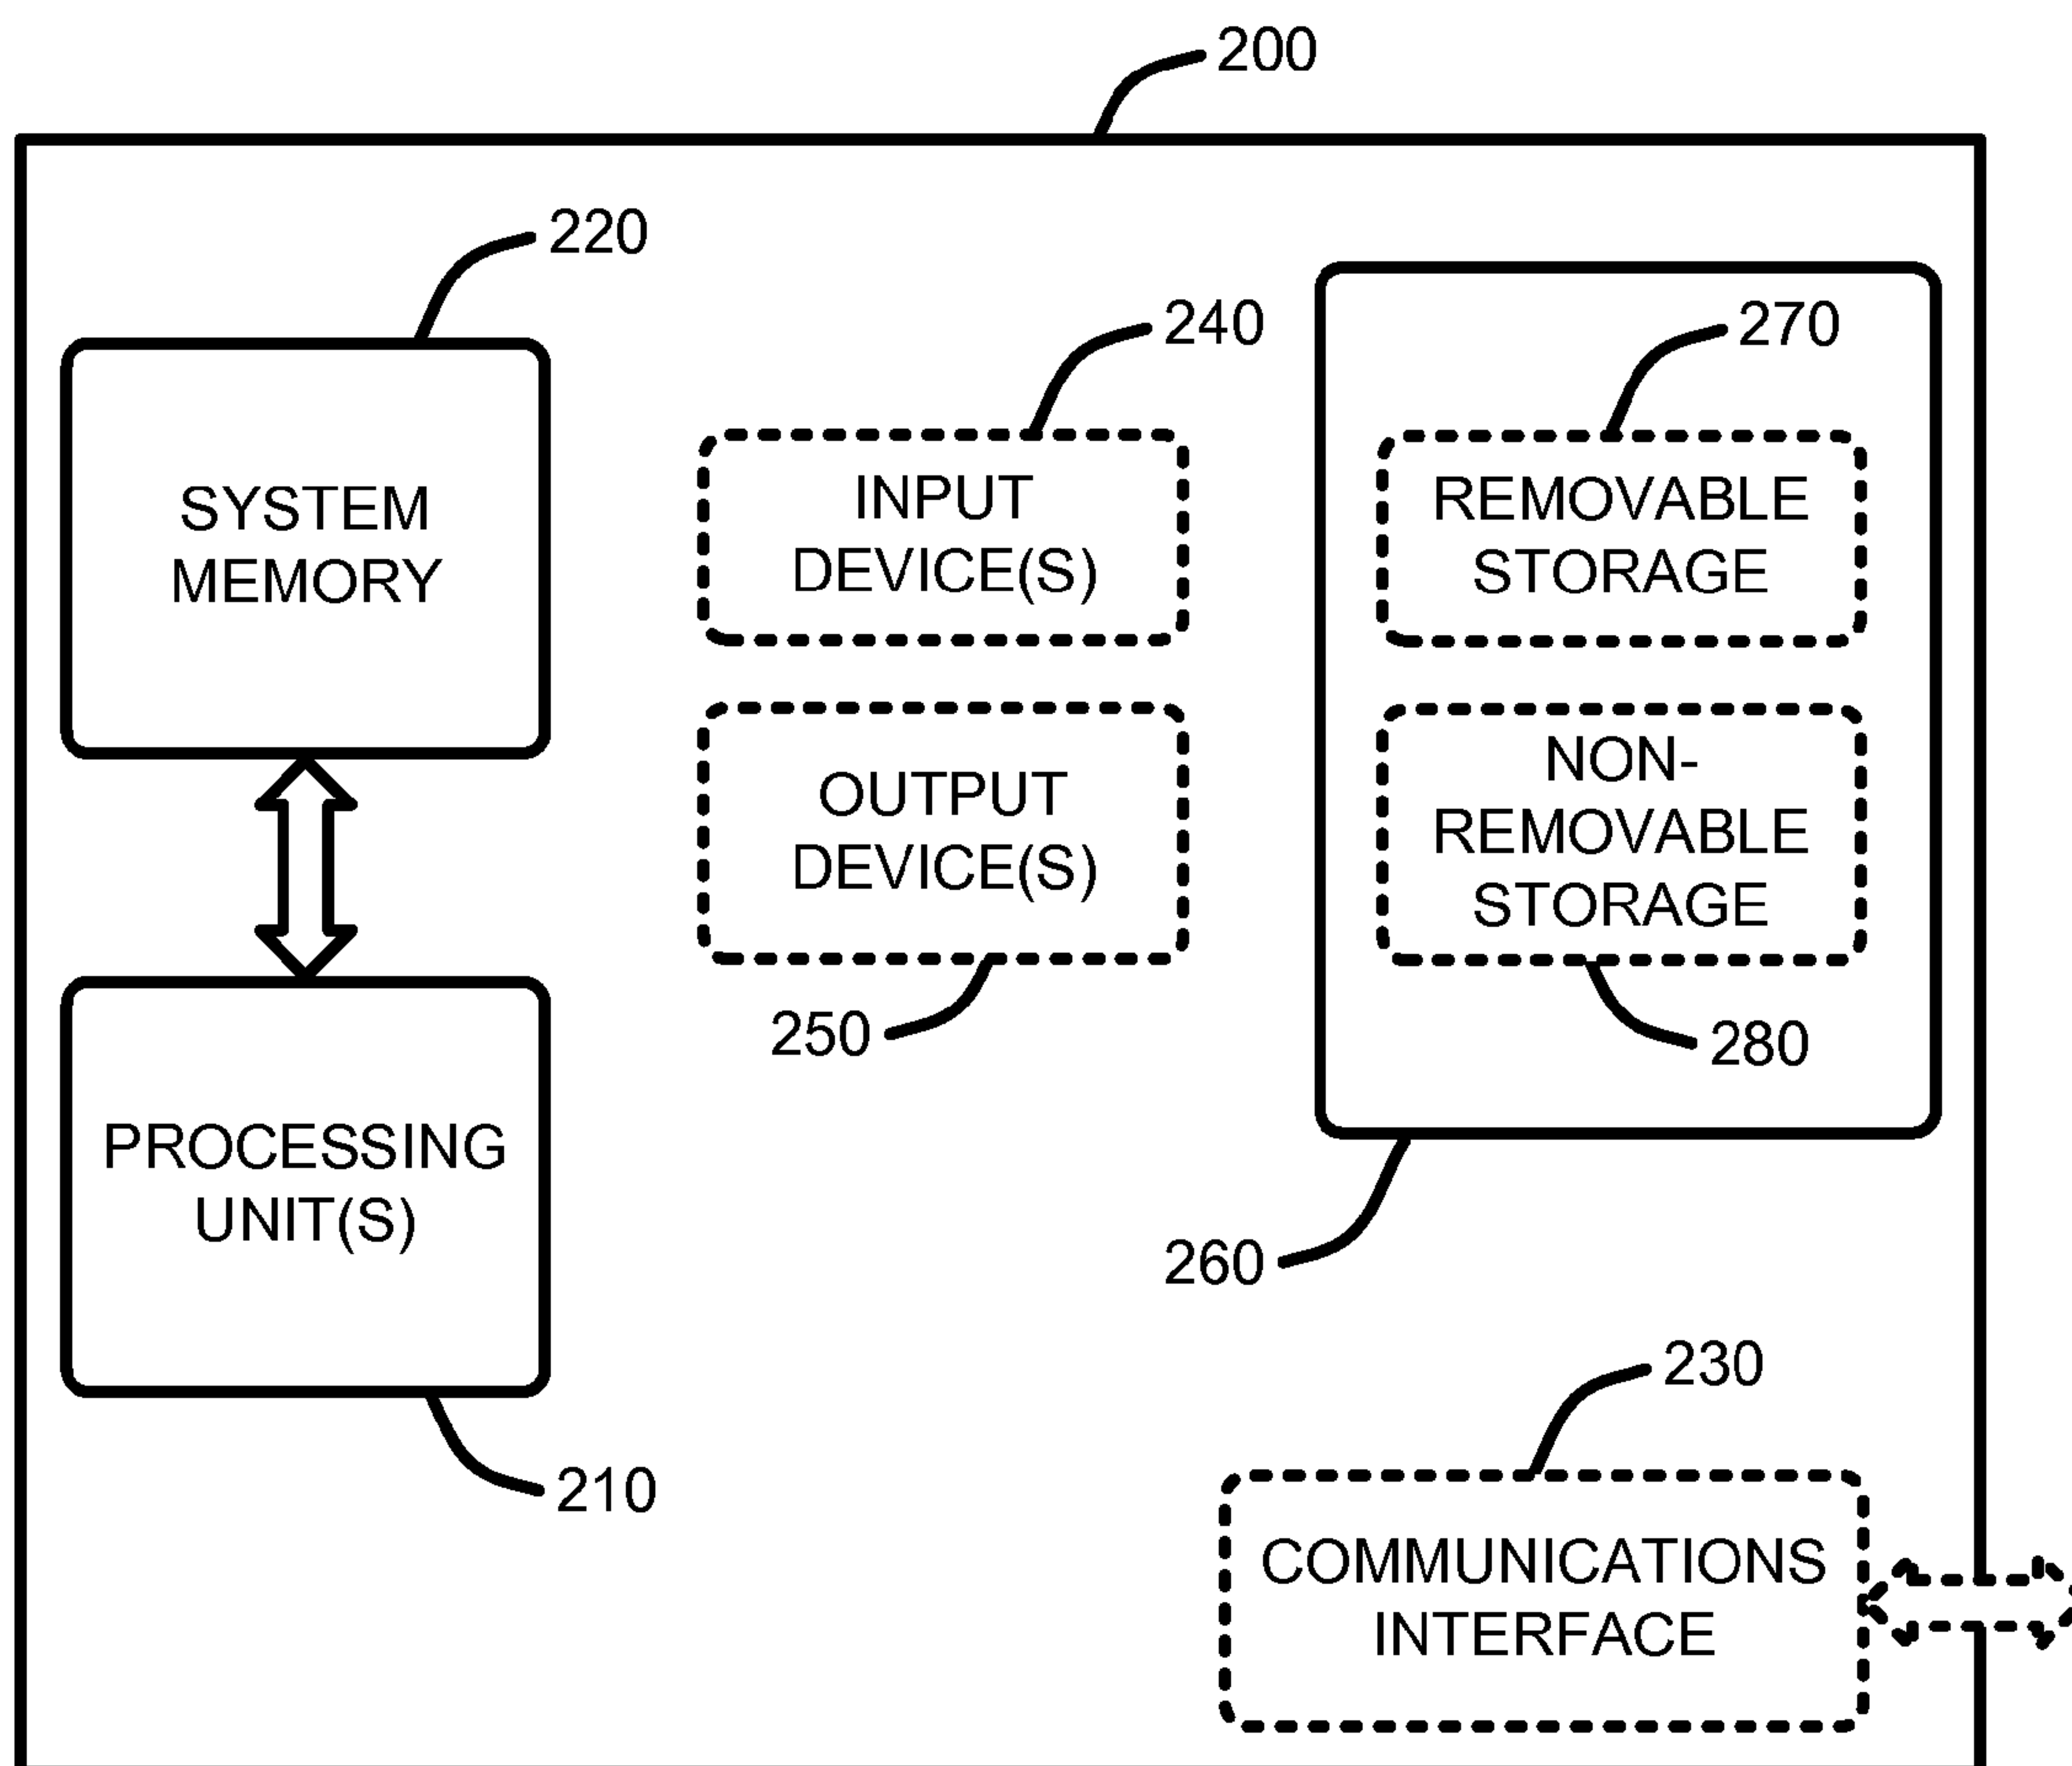 200
220
SYSTEM
MEMORY
240
INPUT
DEVICE(S)
270
REMOVABLE
STORAGE
OUTPUT
DEVICE(S)
250
NON-
REMOVABLE
STORAGE
280
260
PROCESSING
UNIT(S)
210
230
COMMUNICATIONS
INTERFACE